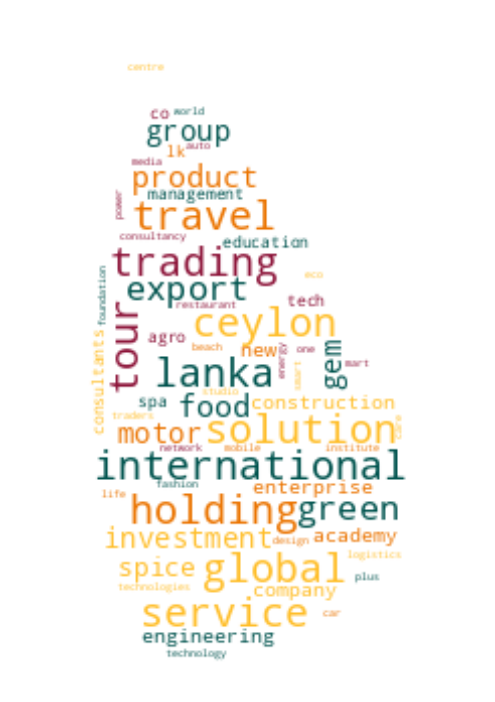 centre
co world
group
lk auto
media
product
power management
travel
consultancy
education
trading
eco
foundation export
restaurant tech
tour ceylon
agro
beach new energy one
consultants lanka gem mart
smart
studio
spa food construction
traders
motor solution care
network mobile institute
international
fashion
life enterprise
holding green
investment design academy
logistics
spice global plus
technologies company
service car
engineering
technology